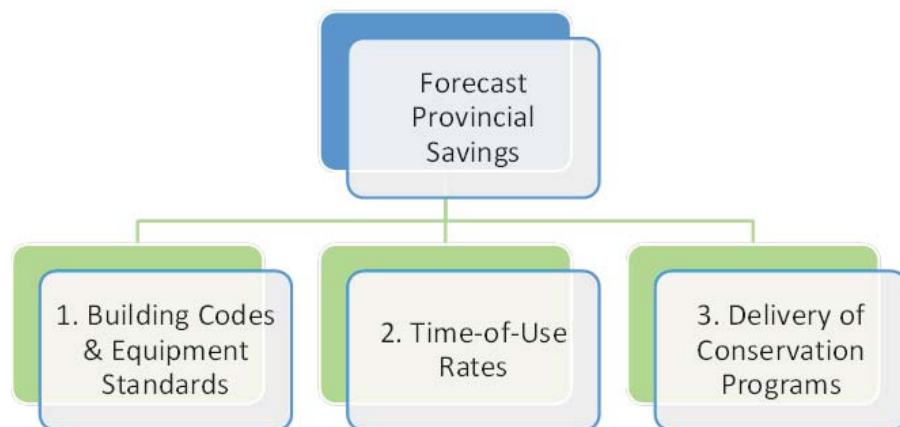 Forecast
Provincial
Savings
1. Building Codes
& Equipment
Standards
2. Time-of-Use
Rates
3. Delivery of
Conservation
Programs